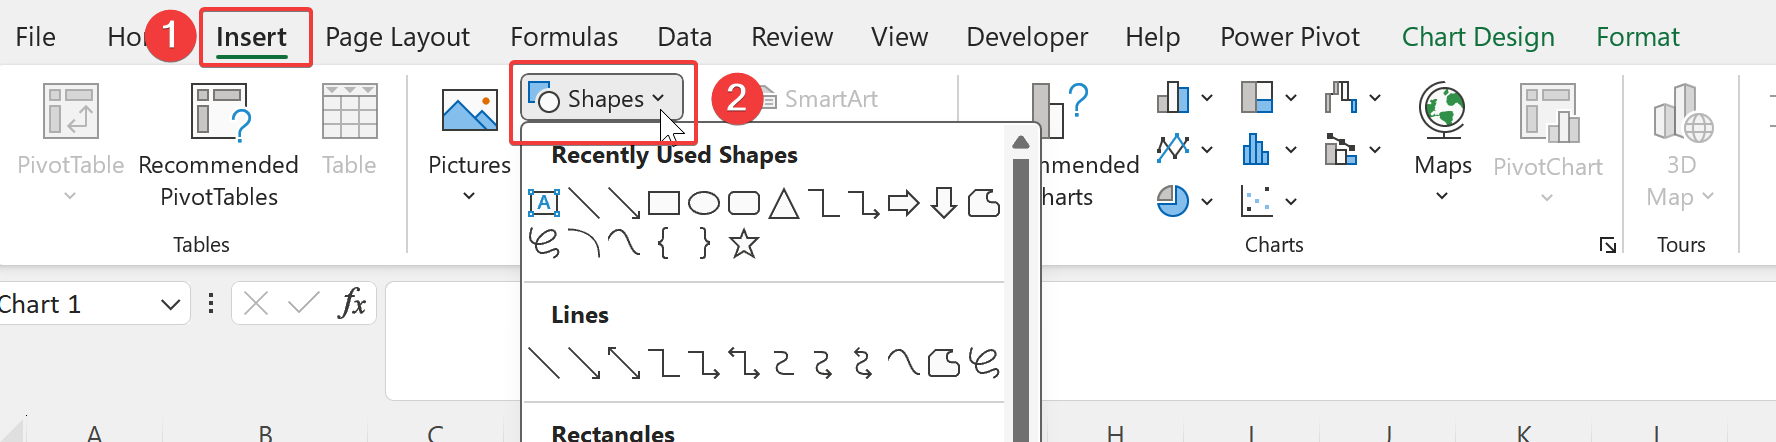 File Ho 1 Insert Page Layout Formulas Data Review View Developer Help Power Pivot Chart Design Format
Shapes 2 SmartArt
PivotTable Recommended PivotTables Table Pictures mmended harts Maps PivotChart 3D Map
Tables Charts Tours
Recently Used Shapes
A
Chart 1 fx
Lines
Rectangles
A B C H I J K L